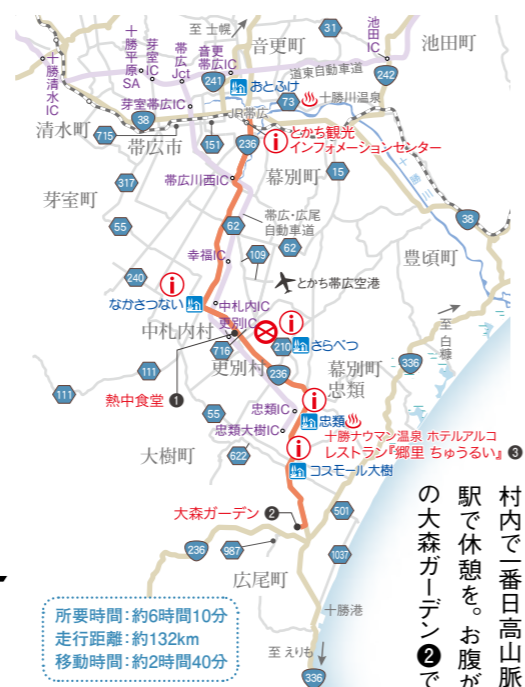 至 士幌
31
池田IC
池田町
十勝清水IC
十勝平原SA
芽室IC
帯広Jct
音更帯広IC
音更町
241
おとふけ
道東自動車道
242
芽室帯広IC
73
十勝川温泉
清水町
38
JR帯広
715
帯広市
151
236
とかち観光
インフォメーションセンター
帯広川西IC
幕別町
15
十勝川
芽室町
317
38
55
62
帯広・広尾
自動車道
豊頃町
幸福IC
109
62
240
とかち帯広空港
なかさつない
中札内IC
至 白糠
中札内村
更別IC
210
さらべつ
716
更別村
幕別町
忠類
336
111
111
236
熱中食堂 ❶
55
忠類IC
忠類
忠類大樹IC
十勝ナウマン温泉 ホテルアルコ
レストラン『郷里 ちゅうるい』❸
622
大樹町
コスモール大樹
大森ガーデン ❷
501
236
987
1037
広尾町
十勝港
至 えりも
336
所要時間：約6時間10分
走行距離：約132km
移動時間：約2時間40分
村内で一番日高山脈
駅で休憩を。お腹が
の大森ガーデン❷で